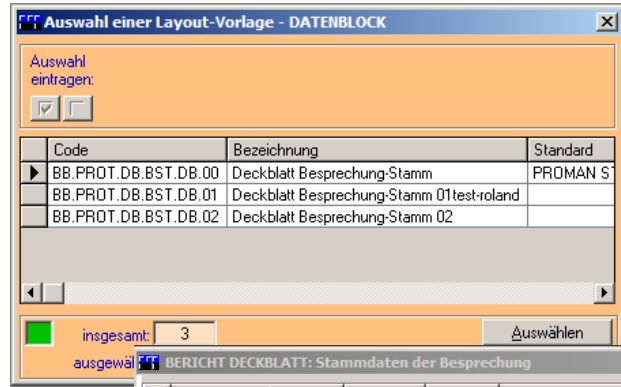 Auswahl einer Layout-Vorlage - DATENBLOCK
Auswahl
eintragen:
Code Bezeichnung Standard
BB.PROT.DB.BST.DB.00 Deckblatt Besprechung-Stamm PROMAN
BB.PROT.DB.BST.DB.01 Deckblatt Besprechung-Stamm 01test-roland
BB.PROT.DB.BST.DB.02 Deckblatt Besprechung-Stamm 02
insgesamt: 3 Auswählen
BERICHT DECKBLATT: Stammdaten der Besprechung